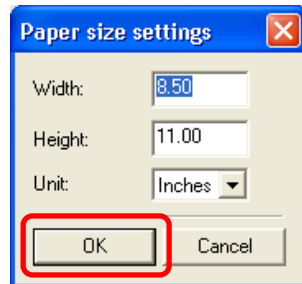 Paper size settings
Width: 8.50
Height: 11.00
Unit: Inches
OK Cancel